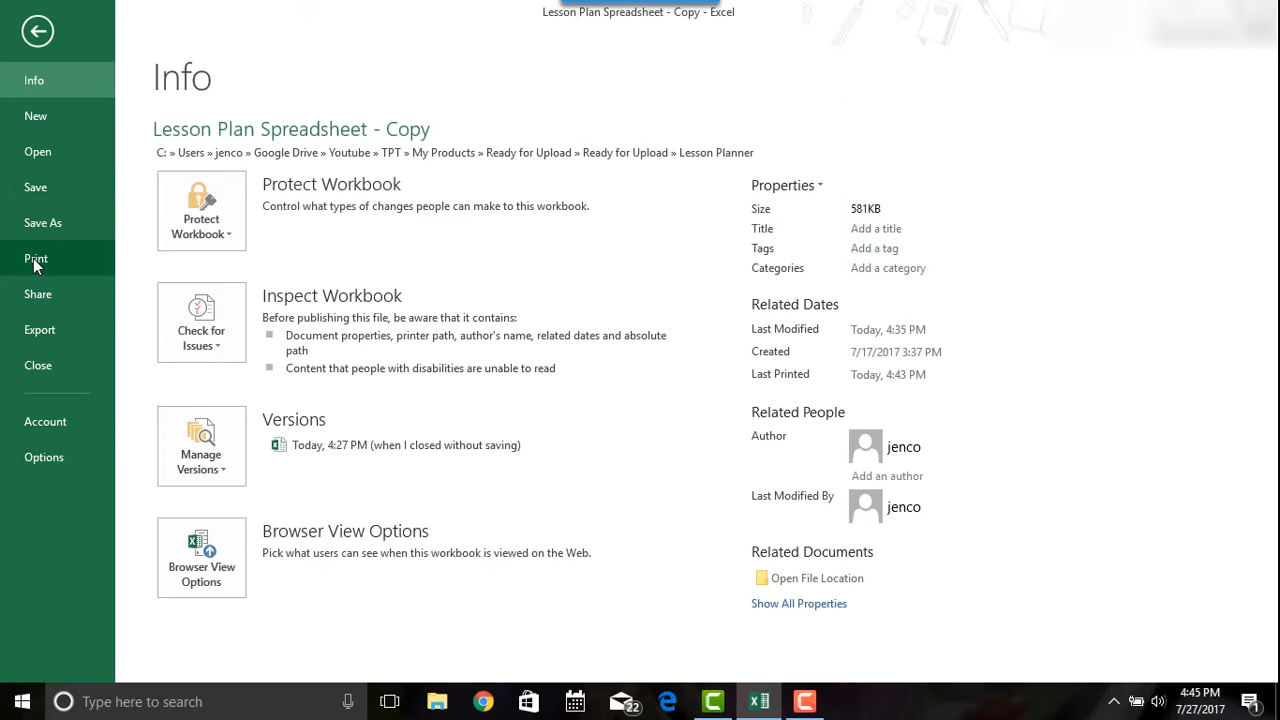 Lesson Plan Spreadsheet - Copy - Excel
Info
New
Open
Save
Save As
Print
Share
Export
Close
Account
Options
Info
Lesson Plan Spreadsheet - Copy
C: » Users » jenco » Google Drive » Youtube » TPT » My Products » Ready for Upload » Ready for Upload » Lesson Planner
Protect Workbook
Protect Workbook
Control what types of changes people can make to this workbook.
Check for Issues
Inspect Workbook
Before publishing this file, be aware that it contains:
Document properties, printer path, author's name, related dates and absolute
path
Content that people with disabilities are unable to read
Manage Versions
Versions
Today, 4:27 PM (when I closed without saving)
Browser View Options
Browser View Options
Pick what users can see when this workbook is viewed on the Web.
Properties
Size 581KB
Title Add a title
Tags Add a tag
Categories Add a category
Related Dates
Last Modified Today, 4:35 PM
Created 7/17/2017 3:37 PM
Last Printed Today, 4:43 PM
Related People
Author jenco
Add an author
Last Modified By jenco
Related Documents
Open File Location
Show All Properties
Type here to search
22
4:45 PM
7/27/2017
1